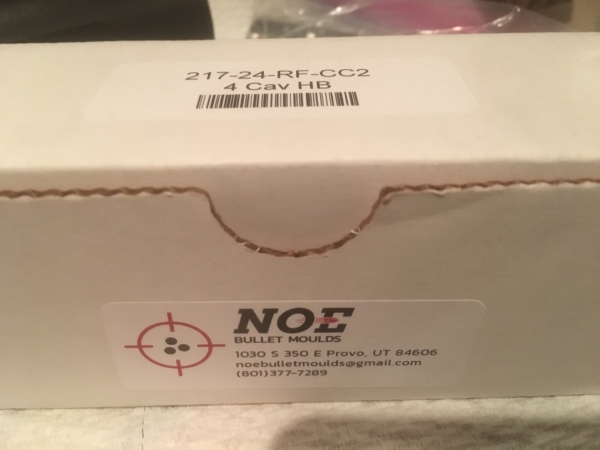 217-24-RF-CC2
4 Cav HB
NOE
BULLET MOULDS
1030 S 350 E Provo, UT 84606
noebulletmoulds@gmail.com
(801)377-7289